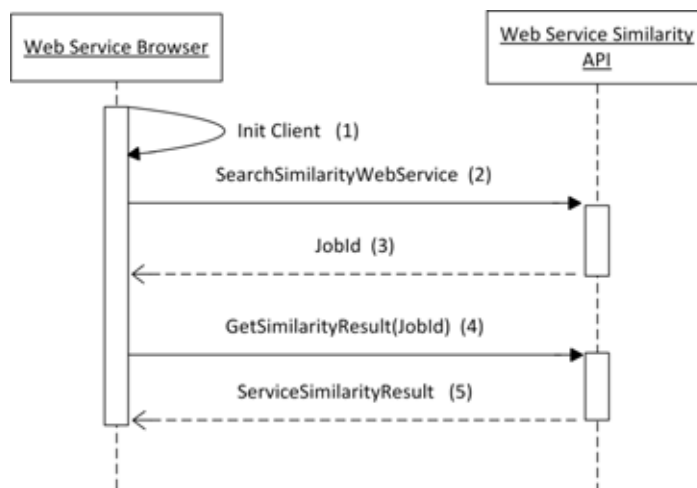 Web Service Browser
Web Service Similarity
API
Init Client (1)
SearchSimilarityWebService (2)
JobId (3)
GetSimilarityResult(JobId) (4)
ServiceSimilarityResult (5)